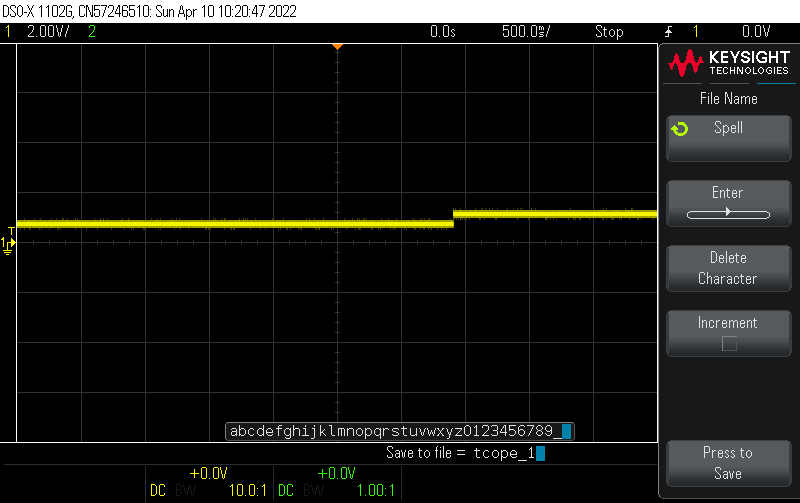 DSO-X 1102G, CN57246510: Sun Apr 10 10:20:47 2022
1 2.00V/ 2 0.0s 500.0ms/ Stop 1 0.0V
KEYSIGHT
TECHNOLOGIES
File Name
Spell
Enter
T
1
Delete
Character
Increment
abcdefghijklmnopqrstuvwxyz0123456789_
Save to file = tcope_1
Press to
Save
+0.0V +0.0V
DC BW 10.0:1 DC BW 1.00:1